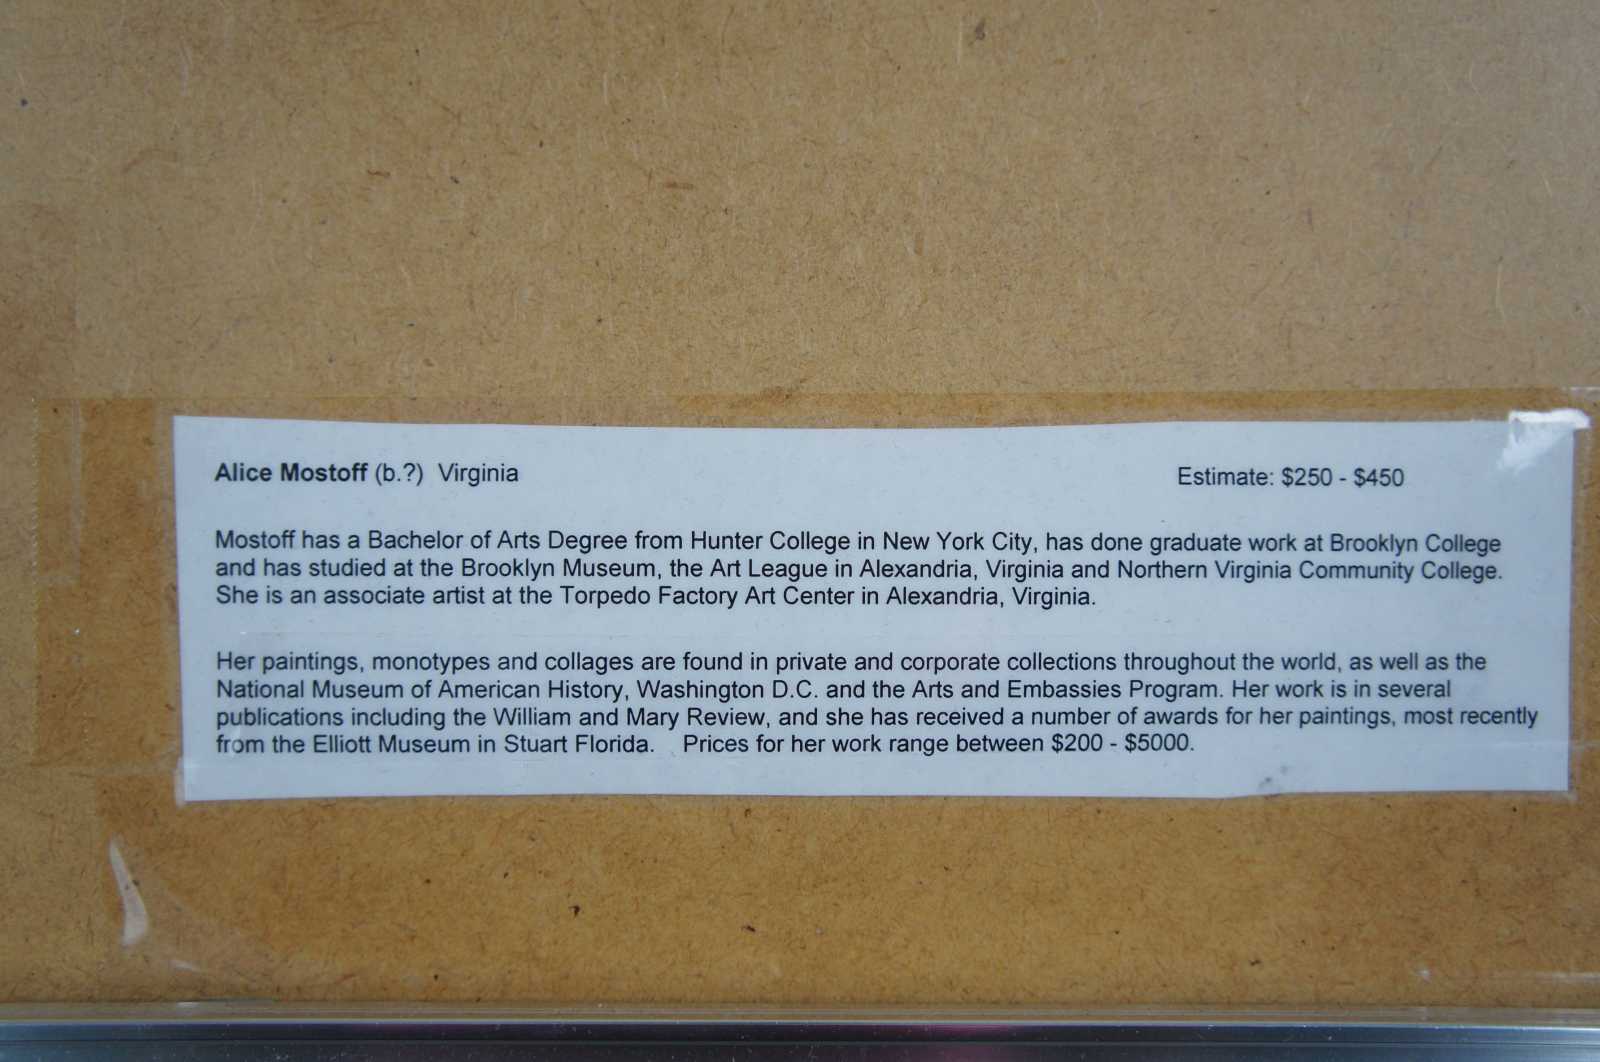 Alice Mostoff (b.?) Virginia Estimate: $250 - $450
Mostoff has a Bachelor of Arts Degree from Hunter College in New York City, has done graduate work at Brooklyn College
and has studied at the Brooklyn Museum, the Art League in Alexandria, Virginia and Northern Virginia Community College.
She is an associate artist at the Torpedo Factory Art Center in Alexandria, Virginia.
Her paintings, monotypes and collages are found in private and corporate collections throughout the world, as well as the
National Museum of American History, Washington D.C. and the Arts and Embassies Program. Her work is in several
publications including the William and Mary Review, and she has received a number of awards for her paintings, most recently
from the Elliott Museum in Stuart Florida. Prices for her work range between $200 - $5000.